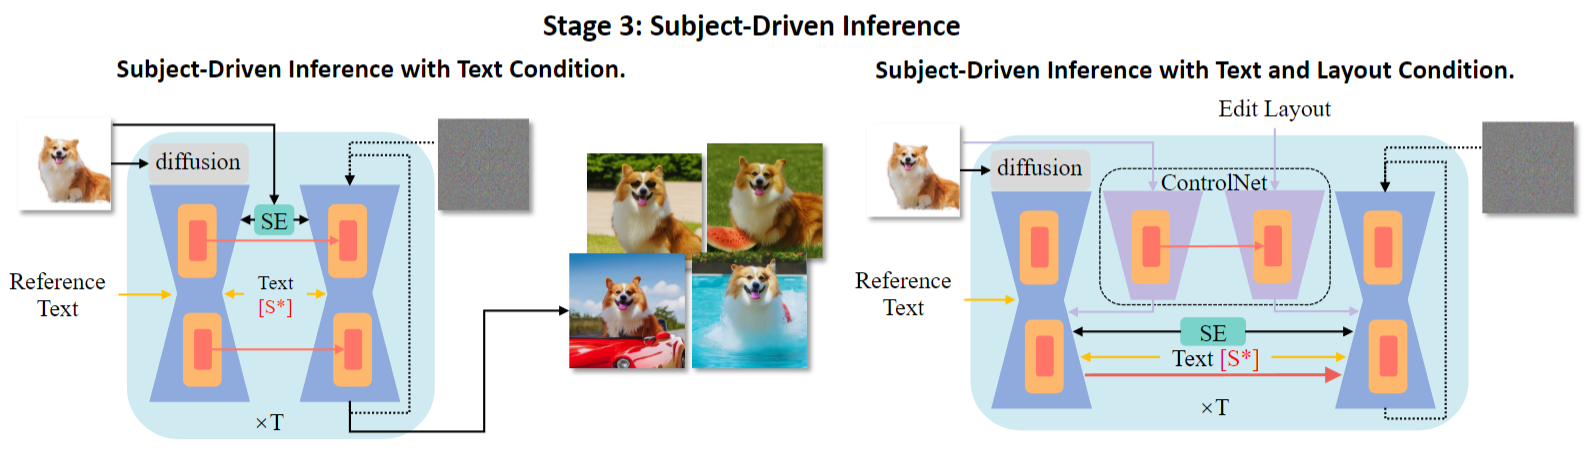 Stage 3: Subject-Driven Inference
Subject-Driven Inference with Text Condition.
diffusion
SE
Reference
Text
Text
[S*]
×T
Subject-Driven Inference with Text and Layout Condition.
Edit Layout
diffusion
ControlNet
Reference
Text
SE
Text [S*]
×T